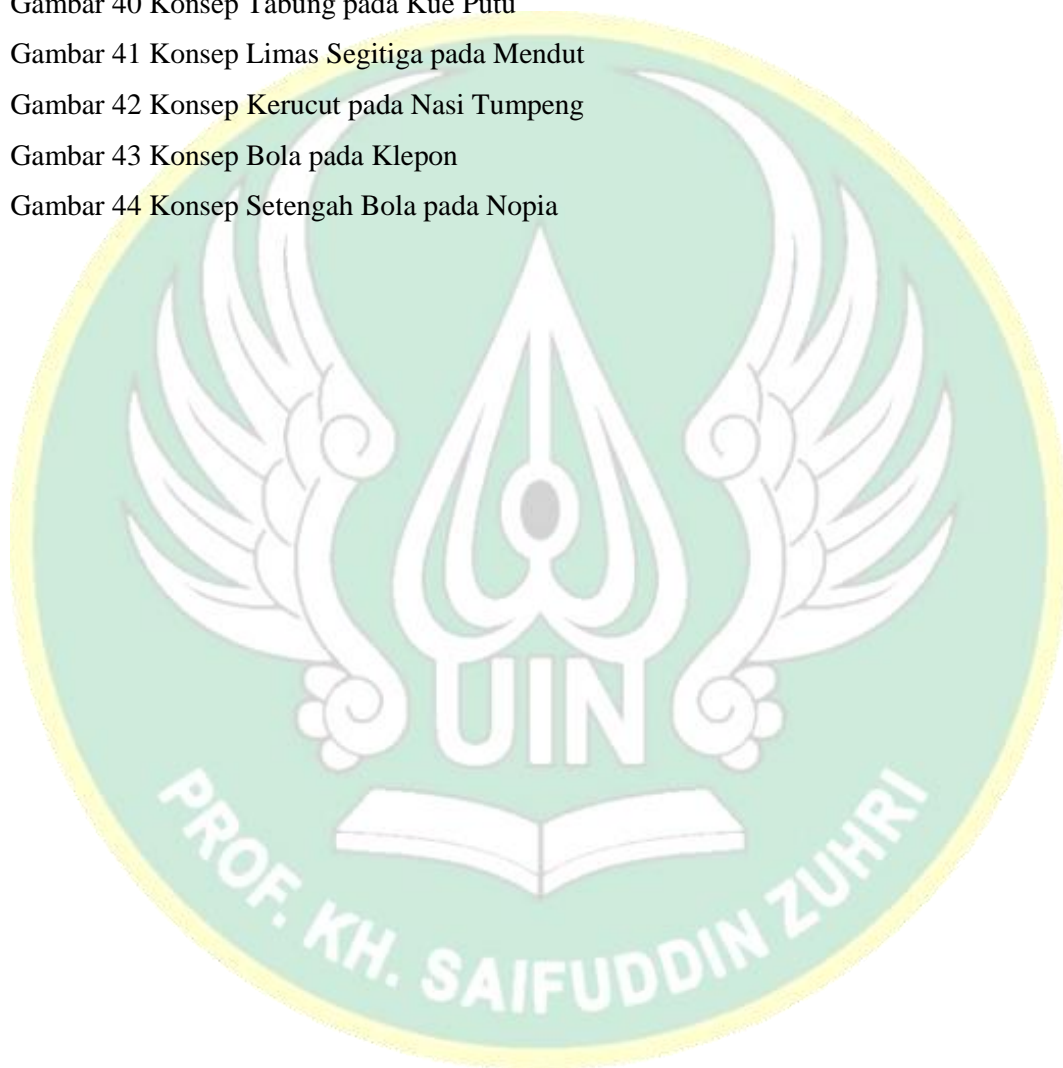 Gambar 40 Konsep Tabung pada Kue Putu
Gambar 41 Konsep Limas Segitiga pada Mendut
Gambar 42 Konsep Kerucut pada Nasi Tumpeng
Gambar 43 Konsep Bola pada Klepon
Gambar 44 Konsep Setengah Bola pada Nopia
UIN
PROF. KH. SAIFUDDIN ZUHRI